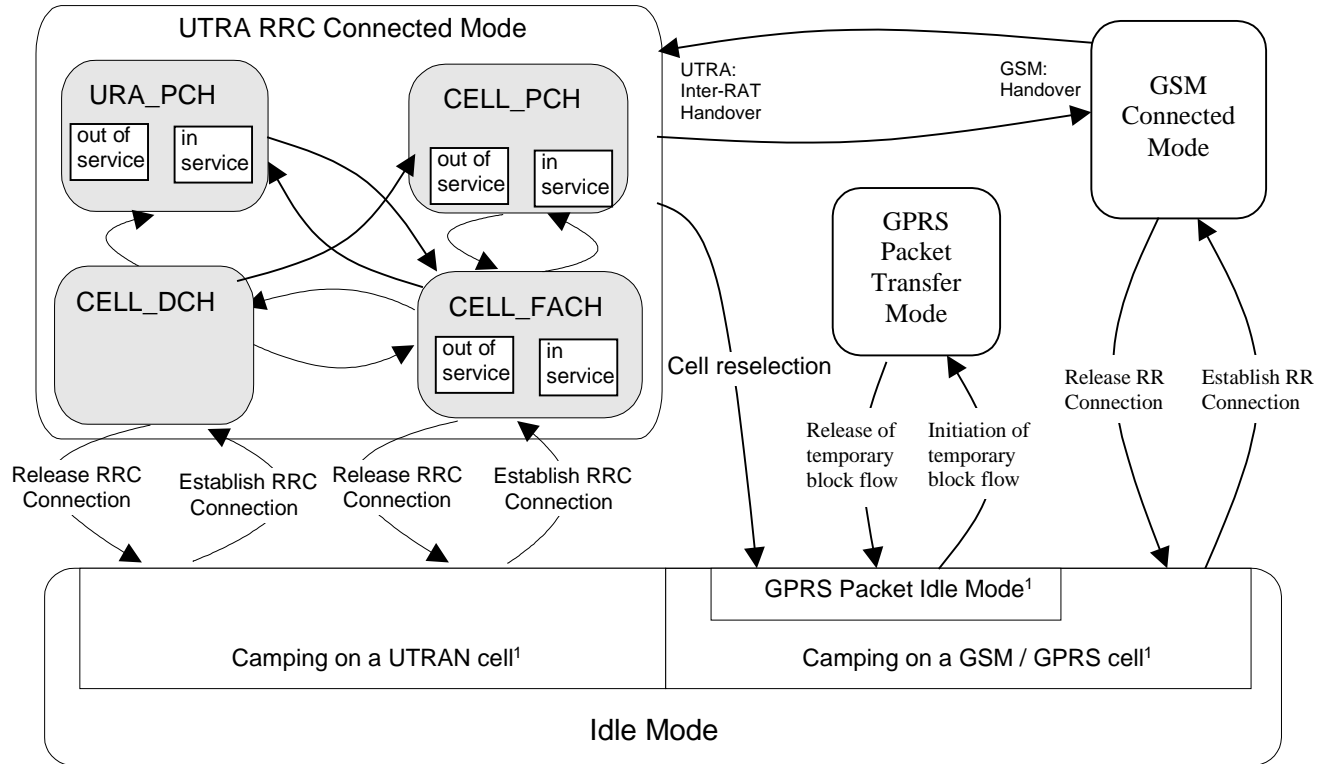 UTRA RRC Connected Mode
URA_PCH
out of
service
in
service
CELL_PCH
out of
service
in
service
CELL_DCH
CELL_FACH
out of
service
in
service
UTRA:
Inter-RAT
Handover
GSM:
Handover
GSM
Connected
Mode
GPRS
Packet
Transfer
Mode
Cell reselection
Release RRC
Connection
Establish RRC
Connection
Release RRC
Connection
Establish RRC
Connection
Release of
temporary
block flow
Initiation of
temporary
block flow
Release RR
Connection
Establish RR
Connection
GPRS Packet Idle Mode¹
Camping on a UTRAN cell¹
Camping on a GSM / GPRS cell¹
Idle Mode